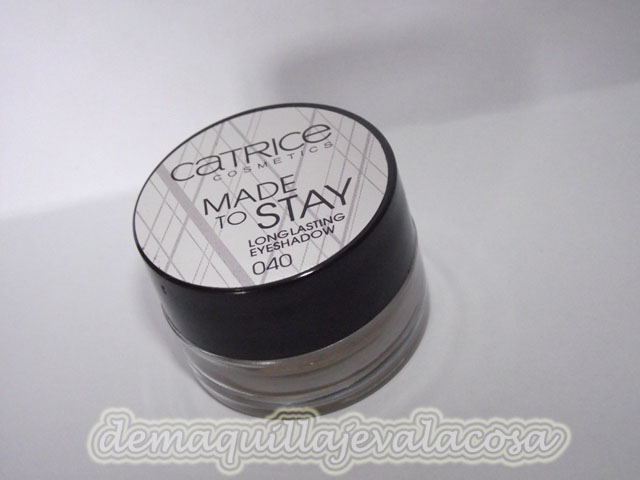 CATRICE
COSMETICS
MADE
TO STAY
LONG LASTING
EYESHADOW
040
demaquillajevalacosa